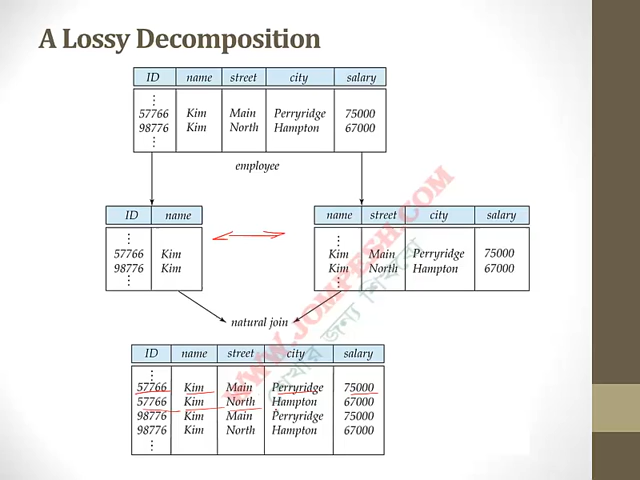 A Lossy Decomposition
ID name street city salary
⋮
57766 Kim Main Perryridge 75000
98776 Kim North Hampton 67000
⋮
employee
ID name
⋮
57766 Kim
98776 Kim
⋮
name street city salary
⋮
Kim Main Perryridge 75000
Kim North Hampton 67000
⋮
natural join
ID name street city salary
⋮
57766 Kim Main Perryridge 75000
57766 Kim North Hampton 67000
98776 Kim Main Perryridge 75000
98776 Kim North Hampton 67000
⋮
WWW.JOMPESH.COM
শেখার জন্য শিক্ষা